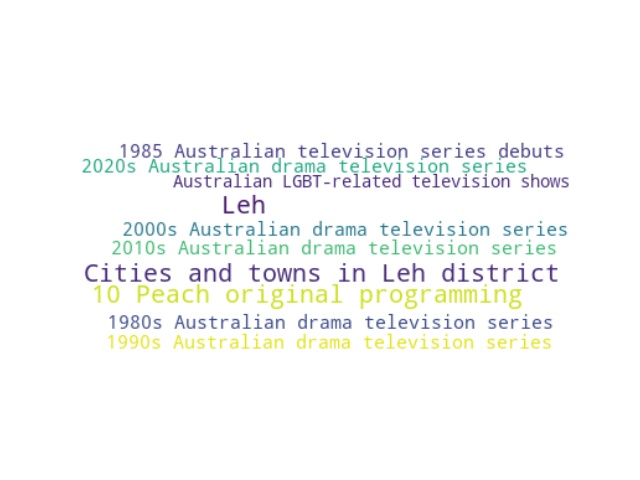 1985 Australian television series debuts
2020s Australian drama television series
Australian LGBT-related television shows
Leh
2000s Australian drama television series
2010s Australian drama television series
Cities and towns in Leh district
10 Peach original programming
1980s Australian drama television series
1990s Australian drama television series